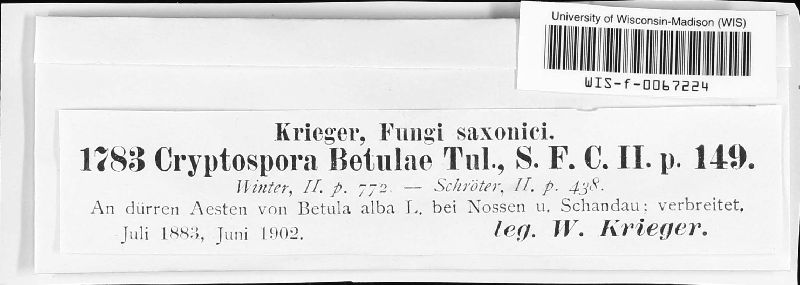 University of Wisconsin-Madison (WIS)
WIS-f-0067224
Krieger, Fungi saxonici.
1783 Cryptospora Betulae Tul., S. F. C. II. p. 149.
Winter, II. p. 772. — Schröter, II. p. 438.
An dürren Aesten von Betula alba L. bei Nossen u. Schandau; verbreitet.
Juli 1883, Juni 1902. leg. W. Krieger.